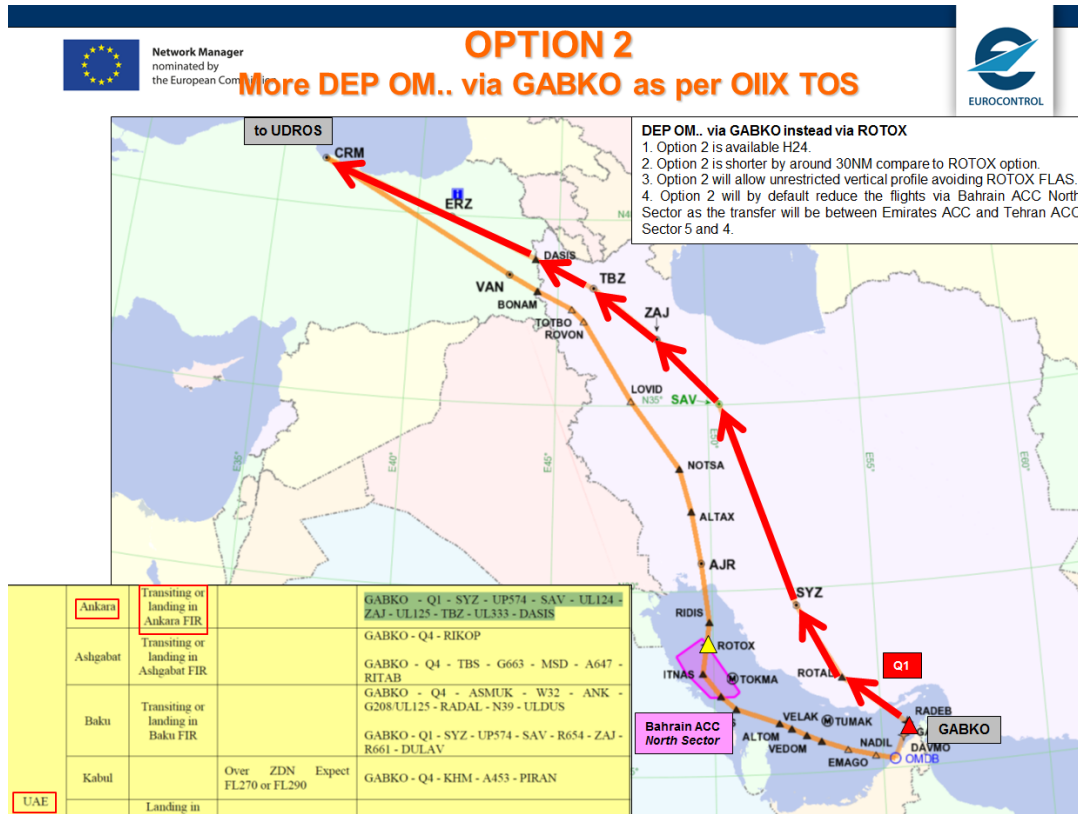 Network Manager
nominated by
the European Com
OPTION 2
More DEP OM.. via GABKO as per OIIX TOS
EUROCONTROL
to UDROS
CRM
DEP OM.. via GABKO instead via ROTOX
1. Option 2 is available H24.
2. Option 2 is shorter by around 30NM compare to ROTOX option.
3. Option 2 will allow unrestricted vertical profile avoiding ROTOX FLAS.
4. Option 2 will by default reduce the flights via Bahrain ACC North
Sector as the transfer will be between Emirates ACC and Tehran ACC
Sector 5 and 4.
ERZ
DASIS
VAN
TBZ
BONAM
ZAJ
TOTBO
ROVON
LOVID
N35°
SAV
E35°
E40°
E45°
E50°
E55°
E60°
NOTSA
ALTAX
AJR
SYZ
RIDIS
ROTOX
ITNAS
TOKMA
ROTAL
Q1
Bahrain ACC
North Sector
VELAK
TUMAK
RADEB
GABKO
ALTOM
VEDOM
NADIL
DAVMO
EMAGO
OMDB
Ankara
Transiting or
landing in
Ankara FIR
GABKO - Q1 - SYZ - UP574 - SAV - UL124 -
ZAJ - UL125 - TBZ - UL333 - DASIS
Ashgabat
Transiting or
landing in
Ashgabat FIR
GABKO - Q4 - RIKOP
GABKO - Q4 - TBS - G663 - MSD - A647 -
RITAB
Baku
Transiting or
landing in
Baku FIR
GABKO - Q4 - ASMUK - W32 - ANK -
G208/UL125 - RADAL - N39 - ULDUS
GABKO - Q1 - SYZ - UP574 - SAV - R654 - ZAJ -
R661 - DULAV
Kabul
Over ZDN Expect
FL270 or FL290
GABKO - Q4 - KHM - A453 - PIRAN
UAE
Landing in